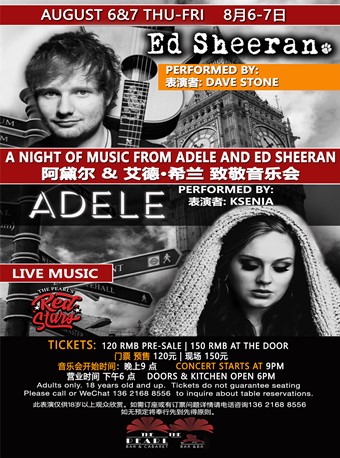 AUGUST 6&7 THU-FRI 8月6-7日
Ed Sheeran.
PERFORMED BY:
表演者: DAVE STONE
A NIGHT OF MUSIC FROM ADELE AND ED SHEERAN
阿黛尔 & 艾德·希兰 致敬音乐会
ADELE
PERFORMED BY:
表演者: KSENIA
LIVE MUSIC
THE PEARL'S
Red
Stars
TICKETS: 120 RMB PRE-SALE | 150 RMB AT THE DOOR
门票 预售 120元 | 现场 150元
音乐会开始时间: 晚上9 点 CONCERT STARTS AT 9PM
营业时间 下午6 点 DOORS & KITCHEN OPEN 6PM
Adults only. 18 years old and up. Tickets do not guarantee seating
Please call or WeChat 136 2168 8556 to inquire about table reservations.
此表演仅供18岁以上观众欣赏。如需订座或有订票问题详情请电话咨询136 2168 8556
如无预定将奉行先到先得原则。
THE
PEARL
BAR & CABARET
THE
PEARL